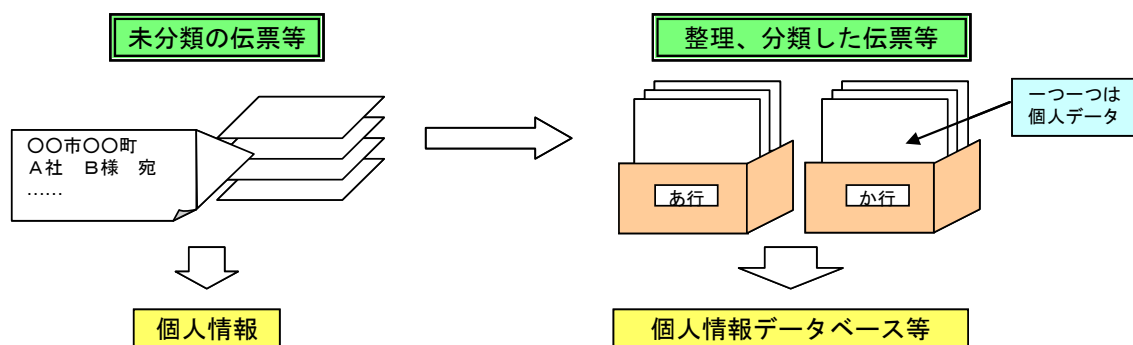 未分類の伝票等
整理、分類した伝票等
一つ一つは
個人データ
〇〇市〇〇町
A社 B様 宛
……
あ行
か行
個人情報
個人情報データベース等